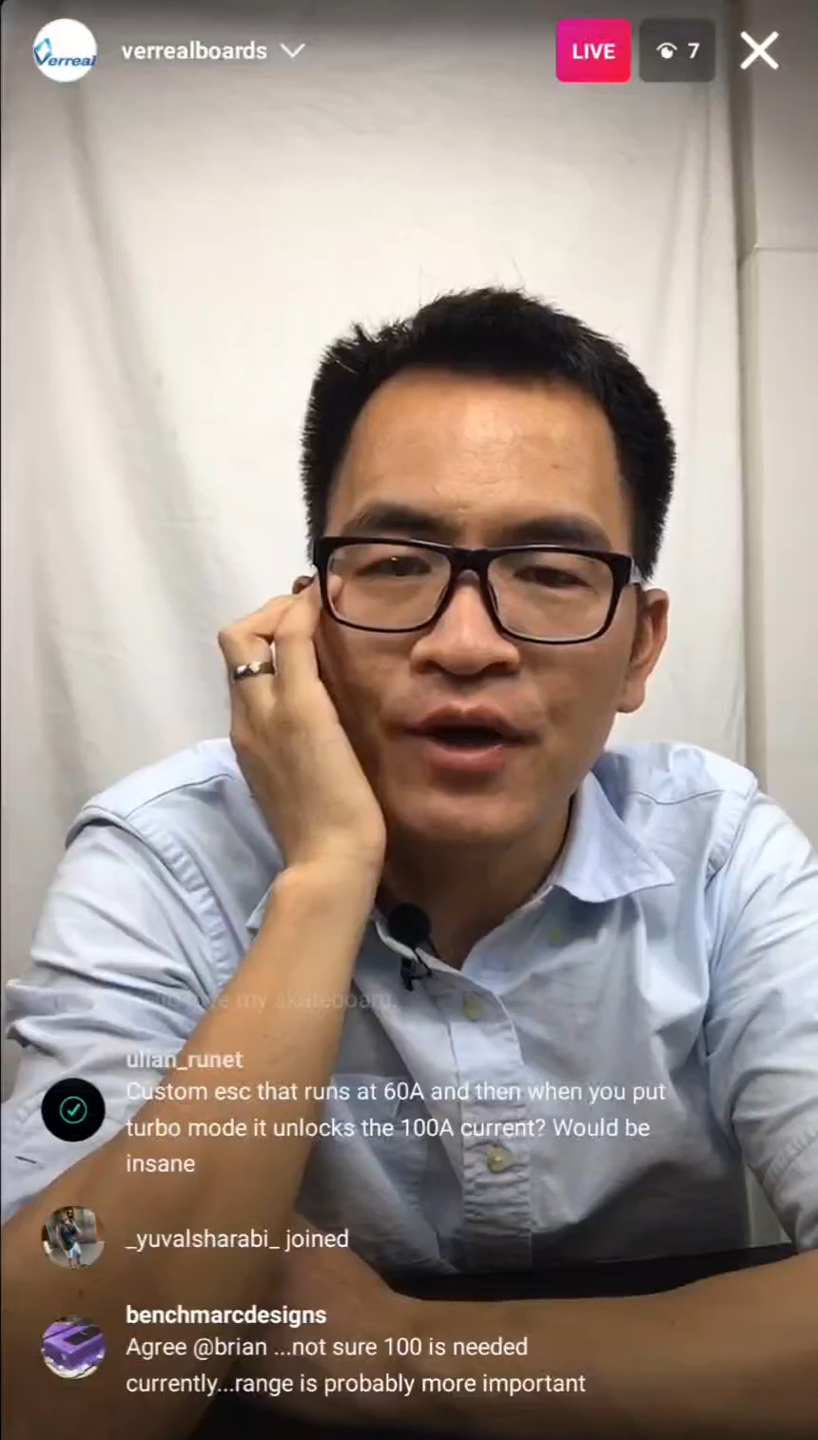 Verreal
verrealboards
LIVE
7
my skateboard.
ulian_runet
Custom esc that runs at 60A and then when you put
turbo mode it unlocks the 100A current? Would be
insane
_yuvalsharabi_ joined
benchmarcdesigns
Agree @brian ...not sure 100 is needed
currently...range is probably more important